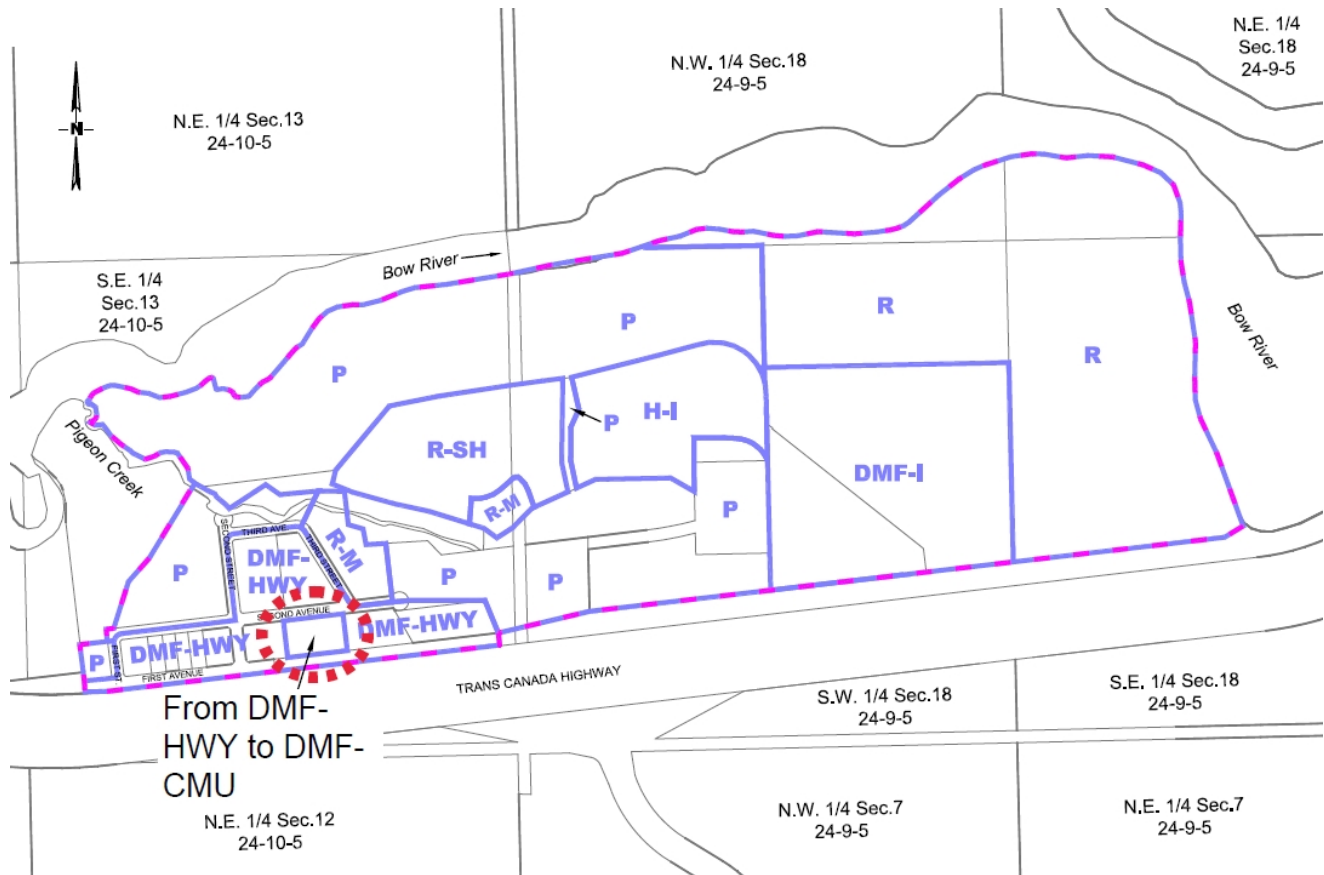 N.E. 1/4
Sec.18
24-9-5
N.W. 1/4 Sec.18
24-9-5
N.E. 1/4 Sec.13
24-10-5
N
S.E. 1/4
Sec.13
24-10-5
Bow River
Bow River
P
R
P
R
P
H-I
R-SH
DMF-I
Pigeon Creek
R-M
P
SECOND STREET
THIRD AVE
THIRD STREET
R-M
DMF-
HWY
P
P
P
SECOND AVENUE
DMF-HWY
DMF-HWY
P
FIRST ST
FIRST AVENUE
TRANS CANADA HIGHWAY
From DMF-
HWY to DMF-
CMU
S.W. 1/4 Sec.18
24-9-5
S.E. 1/4 Sec.18
24-9-5
N.E. 1/4 Sec.12
24-10-5
N.W. 1/4 Sec.7
24-9-5
N.E. 1/4 Sec.7
24-9-5